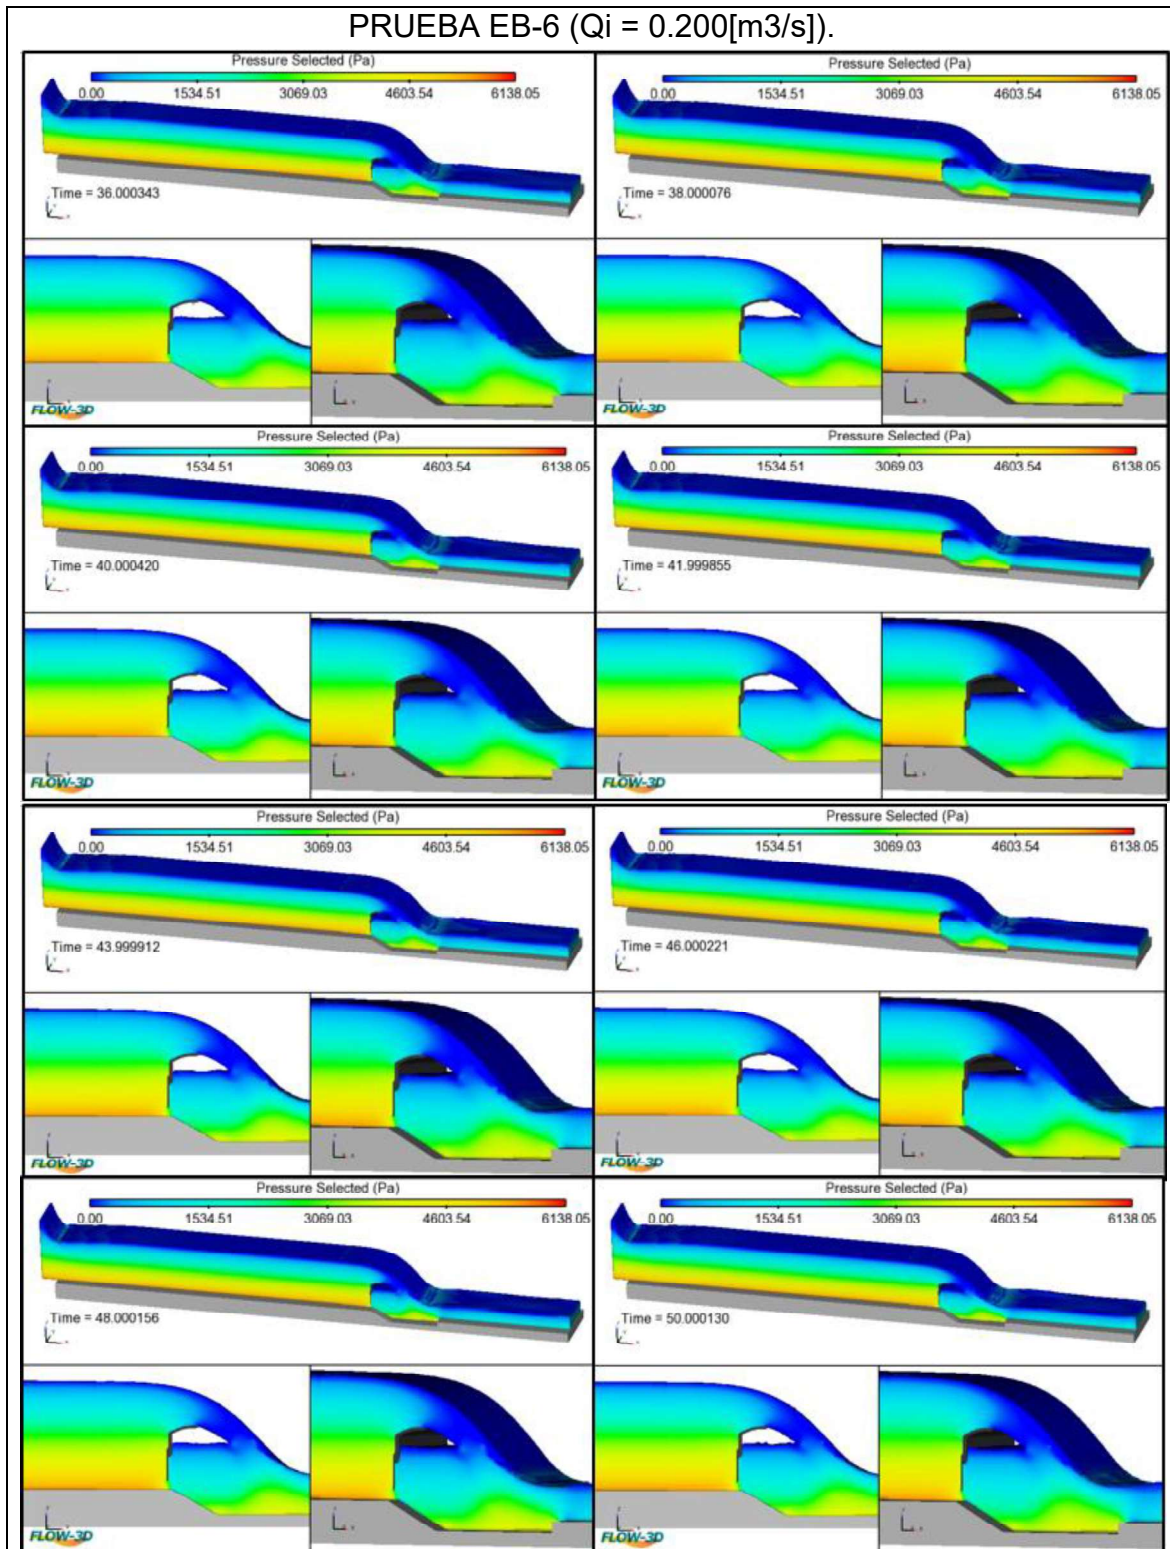 PRUEBA EB-6 (Qi = 0.200[m3/s]).
Pressure Selected (Pa)
0.00 1534.51 3069.03 4603.54 6138.05
Time = 36.000343
FLOW-3D
Pressure Selected (Pa)
0.00 1534.51 3069.03 4603.54 6138.05
Time = 38.000076
FLOW-3D
Pressure Selected (Pa)
0.00 1534.51 3069.03 4603.54 6138.05
Time = 40.000420
FLOW-3D
Pressure Selected (Pa)
0.00 1534.51 3069.03 4603.54 6138.05
Time = 41.999855
FLOW-3D
Pressure Selected (Pa)
0.00 1534.51 3069.03 4603.54 6138.05
Time = 43.999912
FLOW-3D
Pressure Selected (Pa)
0.00 1534.51 3069.03 4603.54 6138.05
Time = 46.000221
FLOW-3D
Pressure Selected (Pa)
0.00 1534.51 3069.03 4603.54 6138.05
Time = 48.000156
FLOW-3D
Pressure Selected (Pa)
0.00 1534.51 3069.03 4603.54 6138.05
Time = 50.000130
FLOW-3D